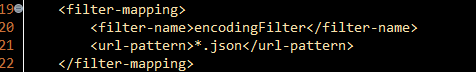 19 <filter-mapping>
20 <filter-name>encodingFilter</filter-name>
21 <url-pattern>*.json</url-pattern>
22 </filter-mapping>